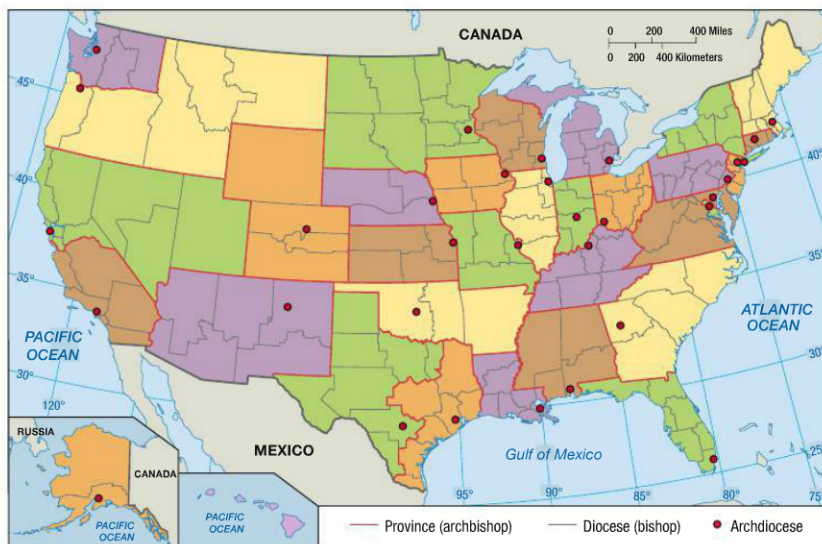 CANADA
0 200 400 Miles
0 200 400 Kilometers
45°
40°
35°
30°
120°
PACIFIC
OCEAN
ATLANTIC
OCEAN
40°
35°
30°
25°
MEXICO
Gulf of Mexico
95°
90°
85°
80°
75°
RUSSIA
CANADA
PACIFIC
OCEAN
PACIFIC
OCEAN
Province (archbishop)
Diocese (bishop)
Archdiocese